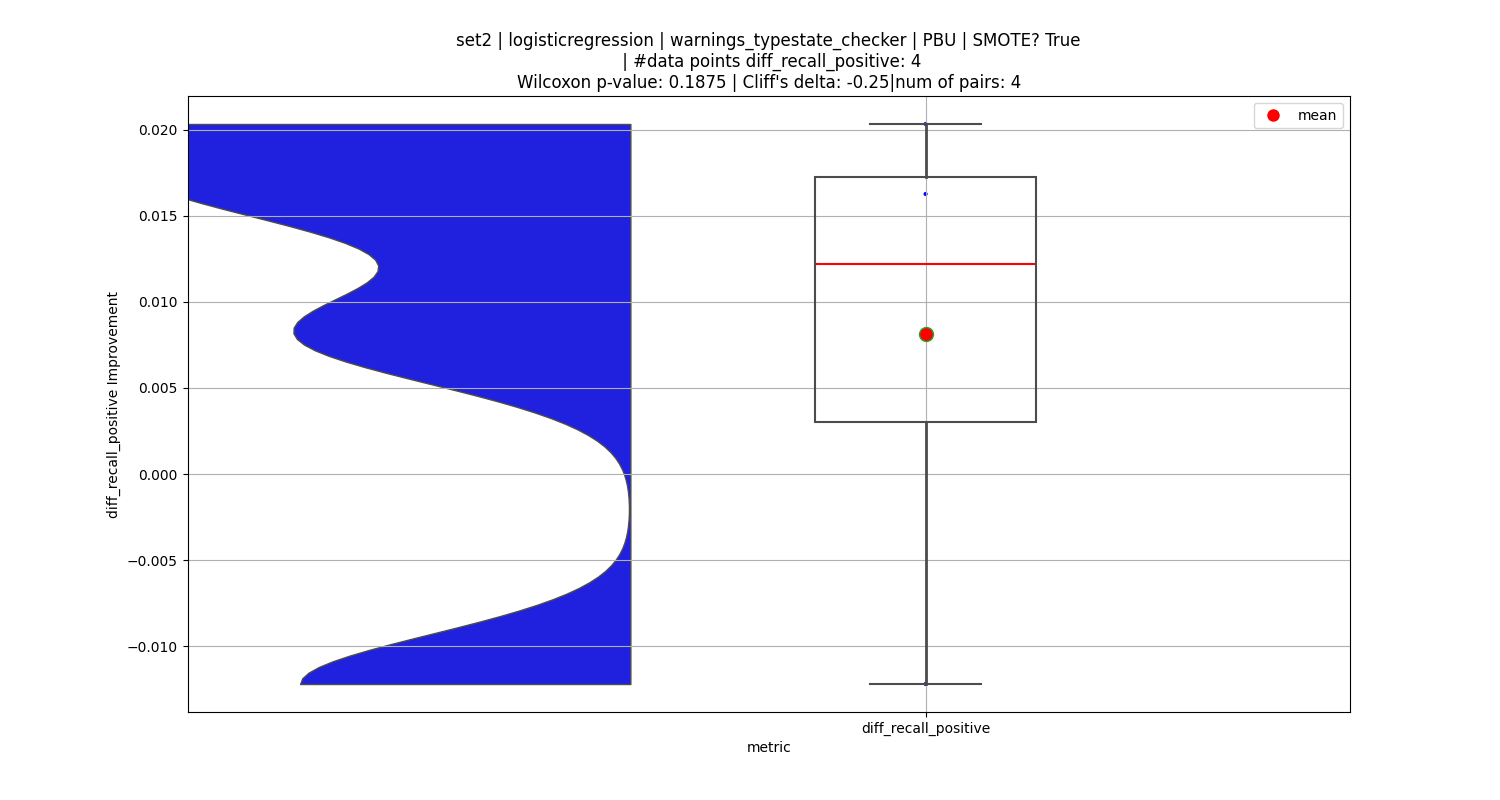 set2 | logisticregression | warnings_typestate_checker | PBU | SMOTE? True
| #data points diff_recall_positive: 4
Wilcoxon p-value: 0.1875 | Cliff's delta: -0.25|num of pairs: 4
mean
0.020
0.015
0.010
0.005
0.000
−0.005
−0.010
diff_recall_positive Improvement
diff_recall_positive
metric